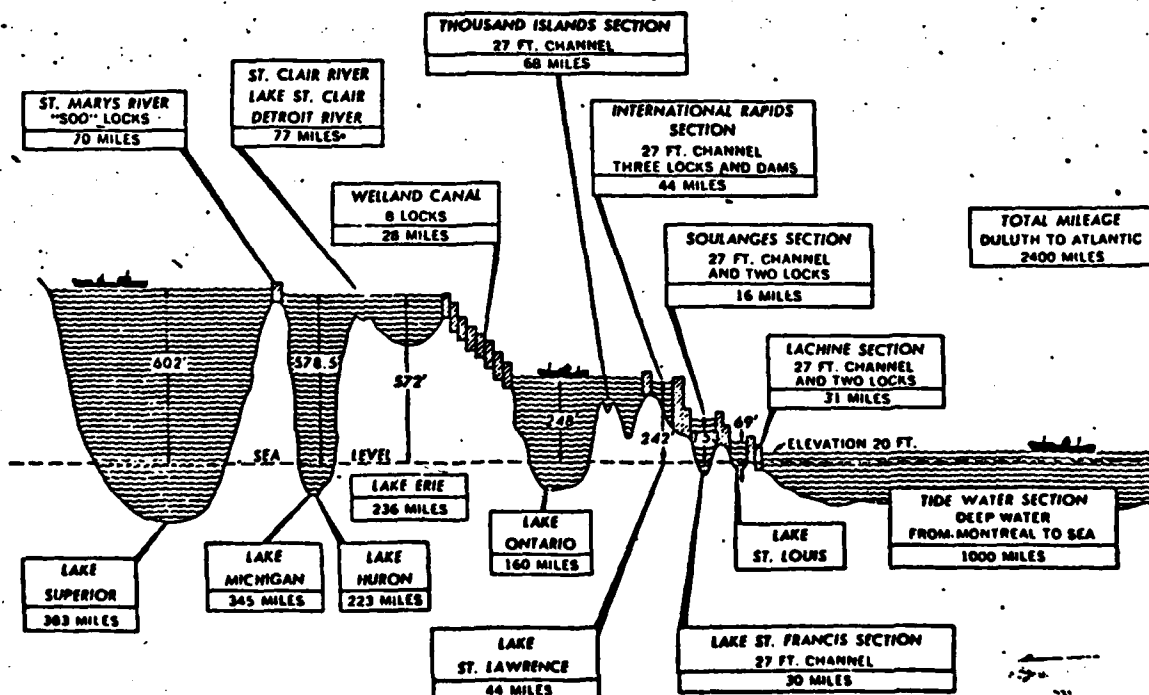 THOUSAND ISLANDS SECTION
27 FT. CHANNEL
68 MILES
ST. CLAIR RIVER
LAKE ST. CLAIR
DETROIT RIVER
77 MILES
ST. MARYS RIVER
"SOO" LOCKS
70 MILES
INTERNATIONAL RAPIDS
SECTION
27 FT. CHANNEL
THREE LOCKS AND DAMS
44 MILES
WELLAND CANAL
8 LOCKS
28 MILES
SOULANGES SECTION
27 FT. CHANNEL
AND TWO LOCKS
16 MILES
TOTAL MILEAGE
DULUTH TO ATLANTIC
2400 MILES
LACHINE SECTION
27 FT. CHANNEL
AND TWO LOCKS
31 MILES
602'
578.5'
572'
248'
242'
69'
ELEVATION 20 FT.
SEA LEVEL
LAKE ERIE
236 MILES
LAKE
ONTARIO
160 MILES
LAKE
ST. LOUIS
TIDE WATER SECTION
DEEP WATER
FROM MONTREAL TO SEA
1000 MILES
LAKE
SUPERIOR
383 MILES
LAKE
MICHIGAN
345 MILES
LAKE
HURON
223 MILES
LAKE
ST. LAWRENCE
44 MILES
LAKE ST. FRANCIS SECTION
27 FT. CHANNEL
30 MILES